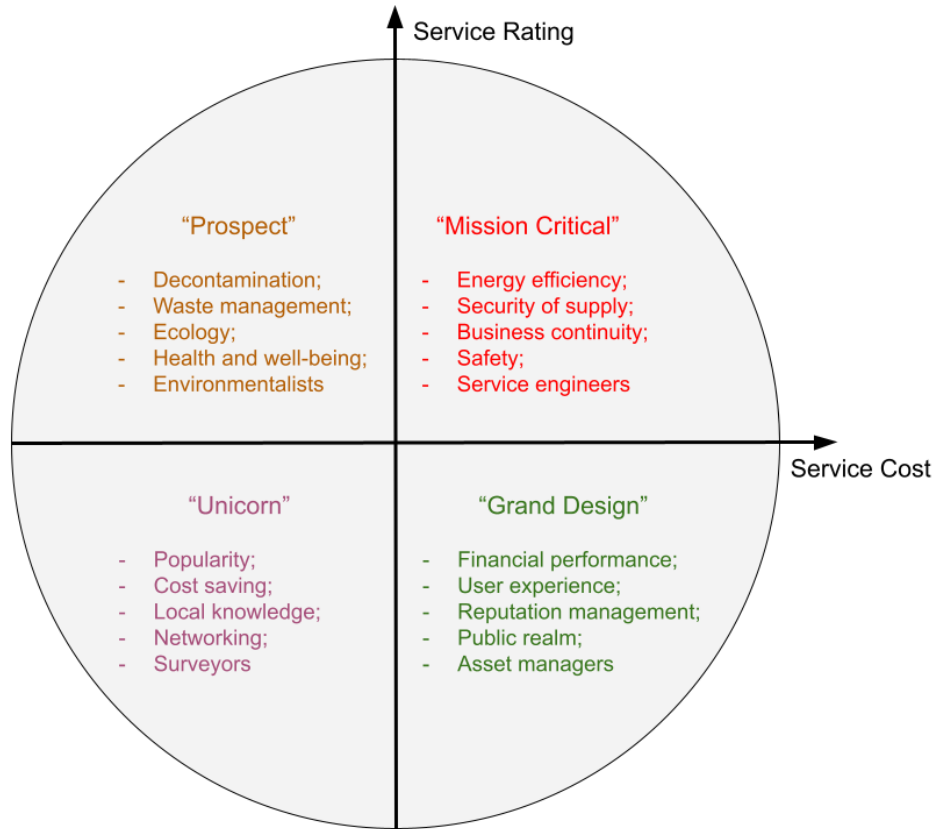 Service Rating
“Prospect”
- Decontamination;
- Waste management;
- Ecology;
- Health and well-being;
- Environmentalists
“Mission Critical”
- Energy efficiency;
- Security of supply;
- Business continuity;
- Safety;
- Service engineers
Service Cost
“Unicorn”
- Popularity;
- Cost saving;
- Local knowledge;
- Networking;
- Surveyors
“Grand Design”
- Financial performance;
- User experience;
- Reputation management;
- Public realm;
- Asset managers